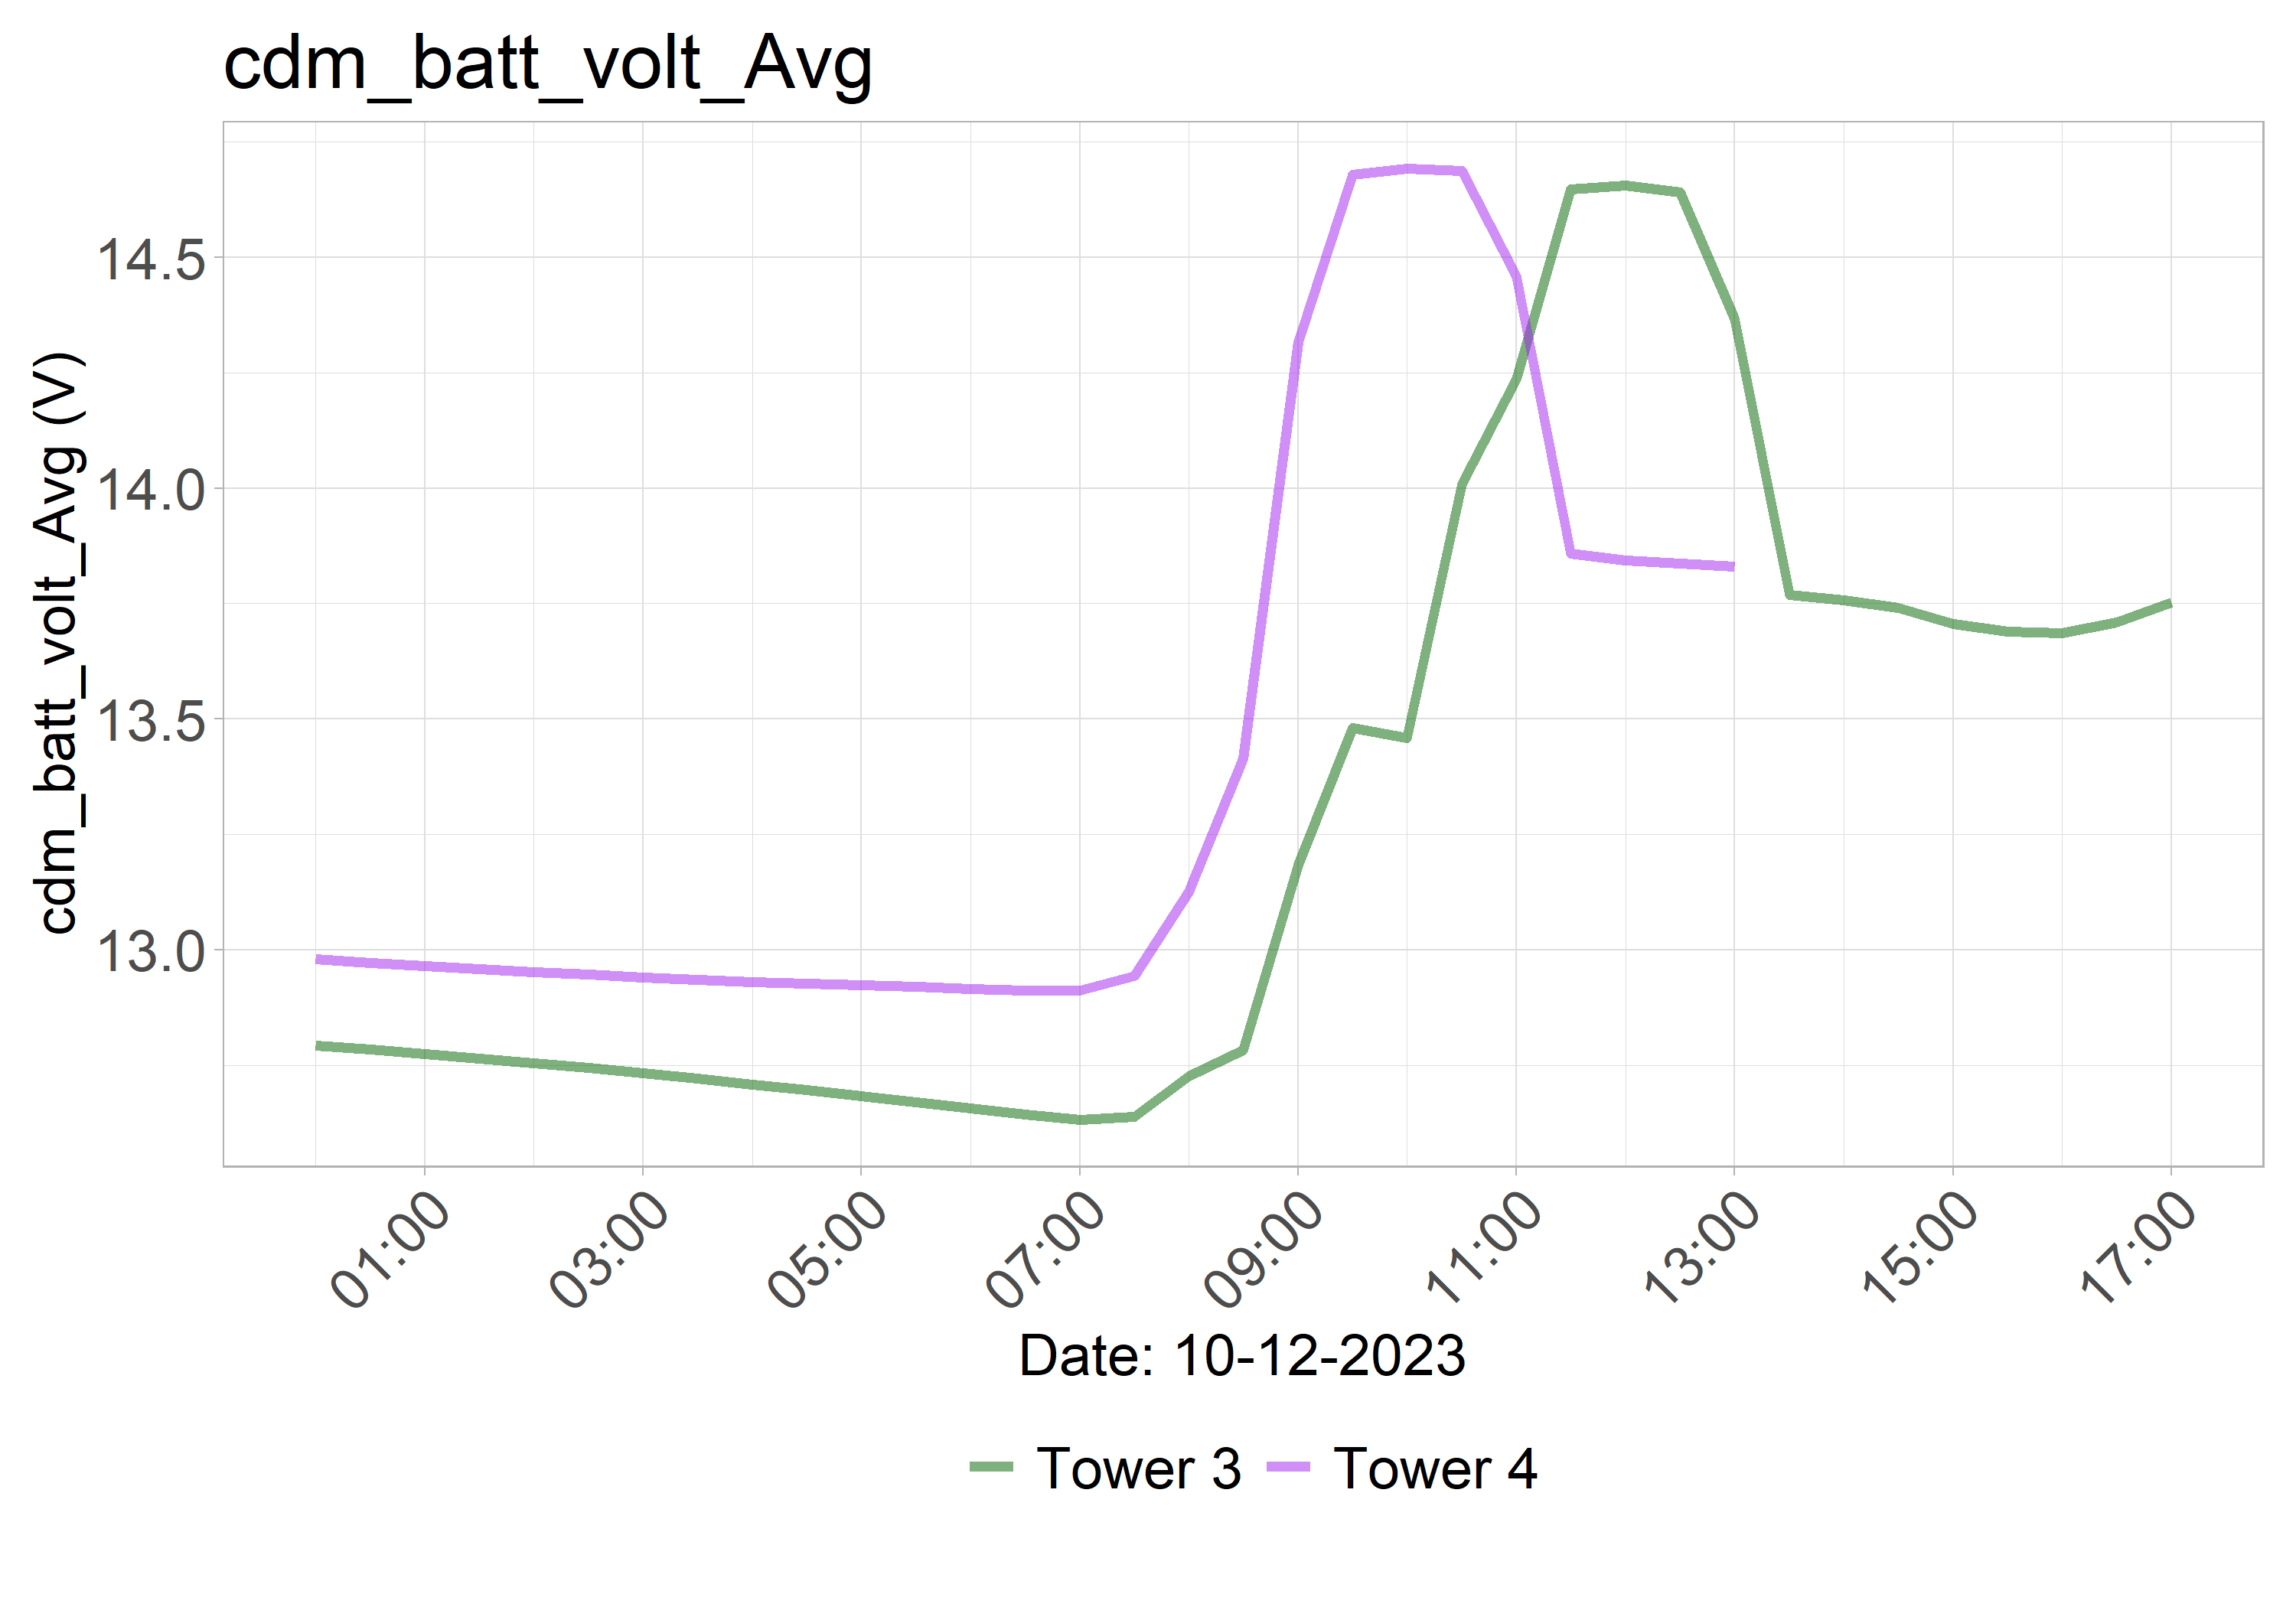 cdm_batt_volt_Avg
cdm_batt_volt_Avg (V)
14.5
14.0
13.5
13.0
01:00
03:00
05:00
07:00
09:00
11:00
13:00
15:00
17:00
Date: 10-12-2023
Tower 3
Tower 4